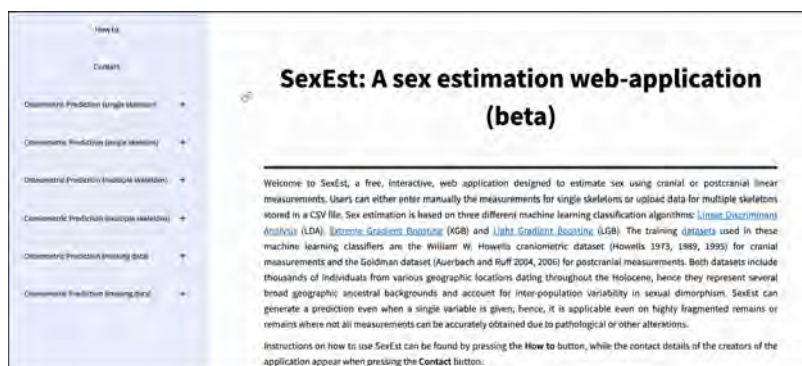 How to
Contact
Prediction (single skeleton) +
Osteometric Prediction (single skeleton) +
Prediction (multiple skeletons) +
Prediction (multiple skeletons) +
Prediction (missing data) +
Prediction (missing data) +
SexEst: A sex estimation web-application
(beta)
Welcome to SexEst, a free, interactive, web application designed to estimate sex using cranial or postcranial linear
measurements. Users can either enter manually the measurements for single skeletons or upload data for multiple skeletons
stored in a CSV file. Sex estimation is based on three different machine learning classification algorithms: Linear Discriminant
Analysis (LDA), Extreme Gradient Boosting (XGB) and Light Gradient Boosting (LGB). The training datasets used in these
machine learning classifiers are the William W. Howells craniometric dataset (Howells 1973, 1989, 1995) for cranial
measurements and the Goldman dataset (Auerbach and Ruff 2004, 2006) for postcranial measurements. Both datasets include
thousands of individuals from various geographic locations dating throughout the Holocene, hence they represent several
broad geographic ancestral backgrounds and account for inter-population variability in sexual dimorphism. SexEst can
generate a prediction even when a single variable is given; hence, it is applicable even on highly fragmented remains or
remains where not all measurements can be accurately obtained due to pathological or other alterations.
Instructions on how to use SexEst can be found by pressing the How to button, while the contact details of the creators of the
application appear when pressing the Contact button.